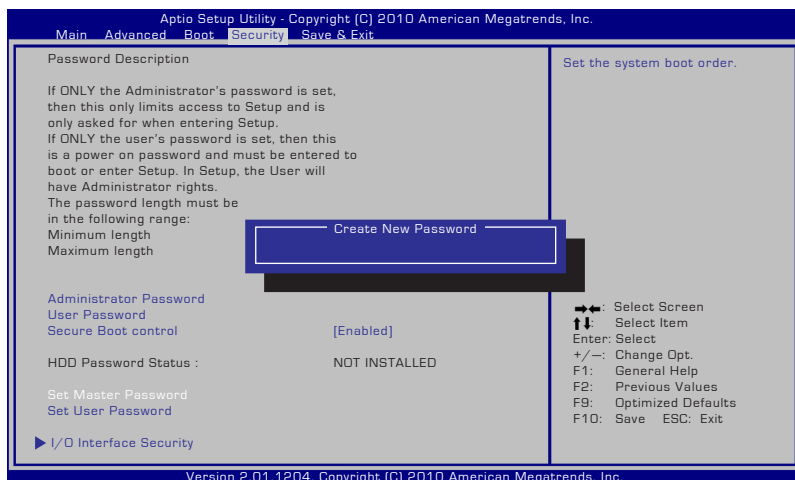 Aptio Setup Utility - Copyright (C) 2010 American Megatrends, Inc.
Main Advanced Boot Security Save & Exit
Password Description
If ONLY the Administrator's password is set,
then this only limits access to Setup and is
only asked for when entering Setup.
If ONLY the user's password is set, then this
is a power on password and must be entered to
boot or enter Setup. In Setup, the User will
have Administrator rights.
The password length must be
in the following range:
Minimum length
Maximum length
Create New Password
Administrator Password
User Password
Secure Boot control [Enabled]
HDD Password Status : NOT INSTALLED
Set Master Password
Set User Password
I/O Interface Security
Set the system boot order.
→←: Select Screen
↑↓: Select Item
Enter: Select
+/—: Change Opt.
F1: General Help
F2: Previous Values
F9: Optimized Defaults
F10: Save ESC: Exit
Version 2.01.1204. Copyright (C) 2010 American Megatrends, Inc.